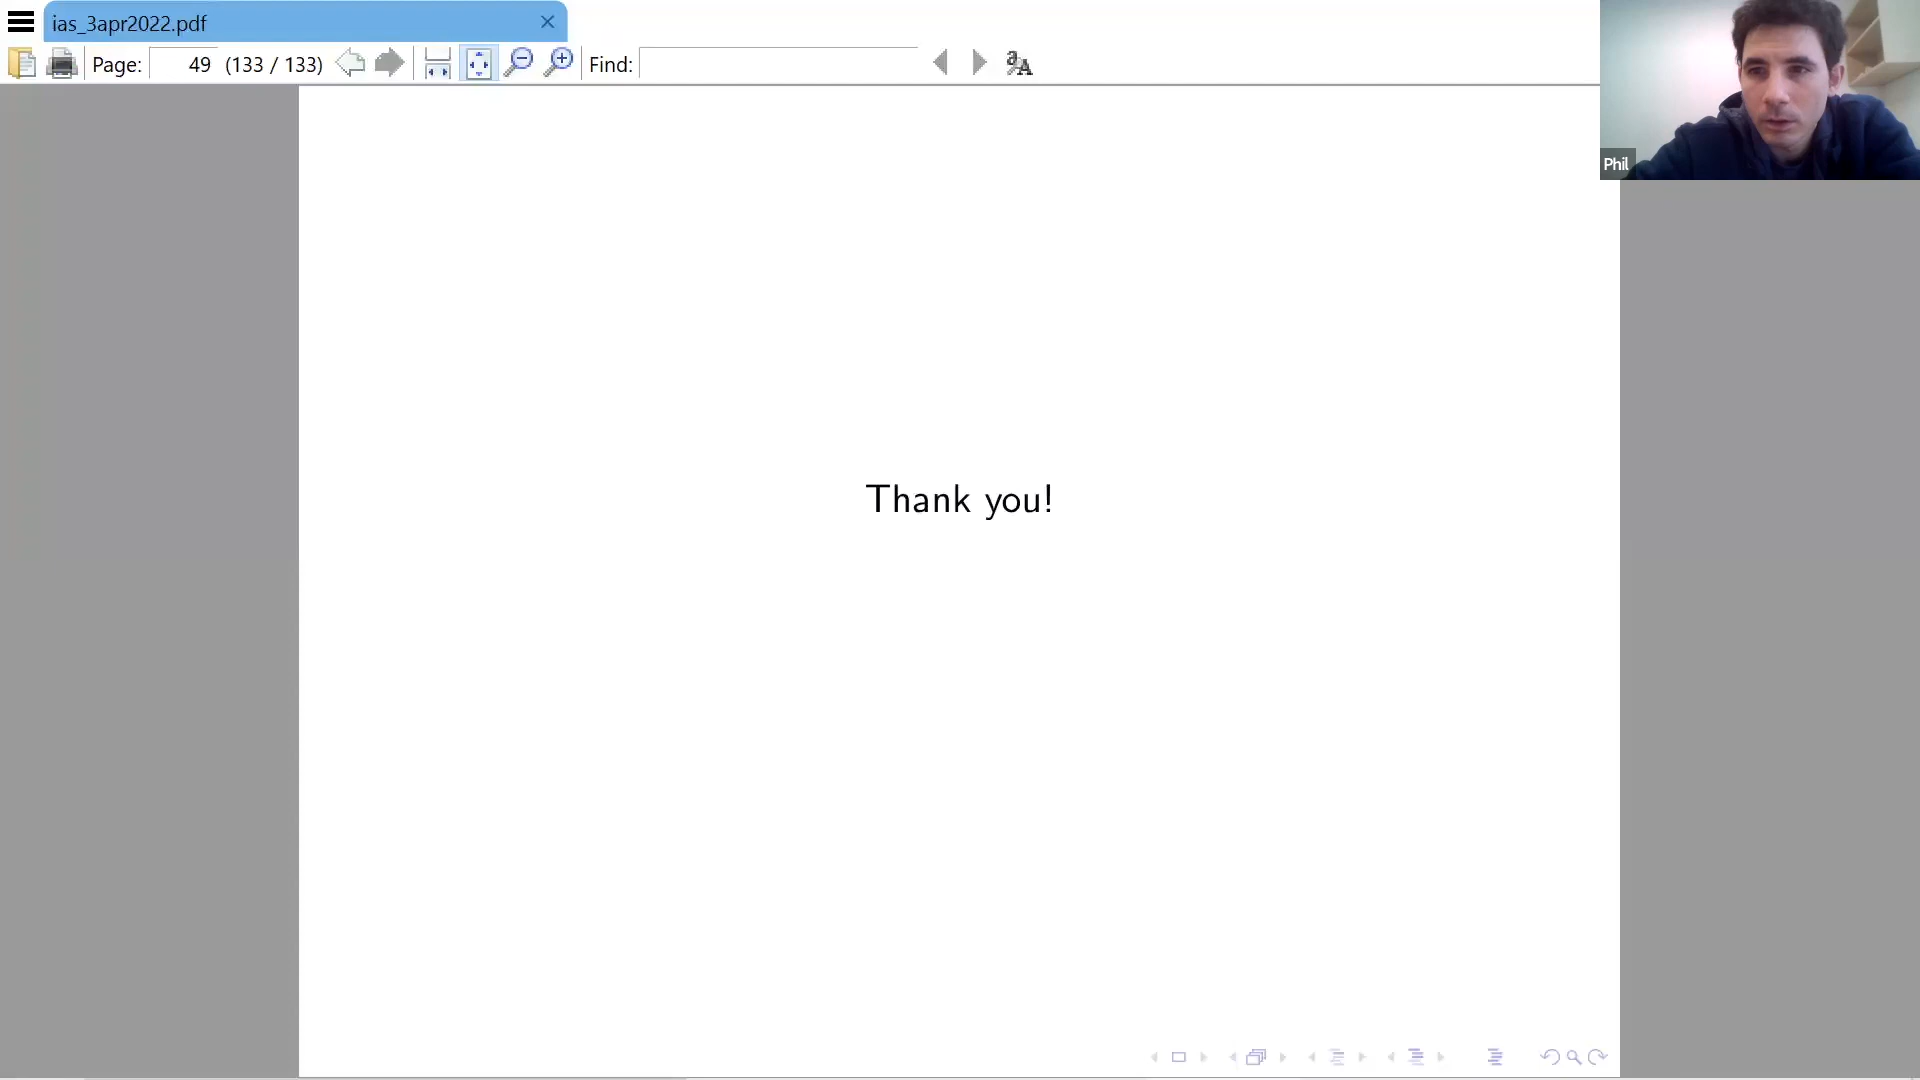 ias_3apr2022.pdf
Page: 49 (133 / 133) Find:
Phil
Thank you!